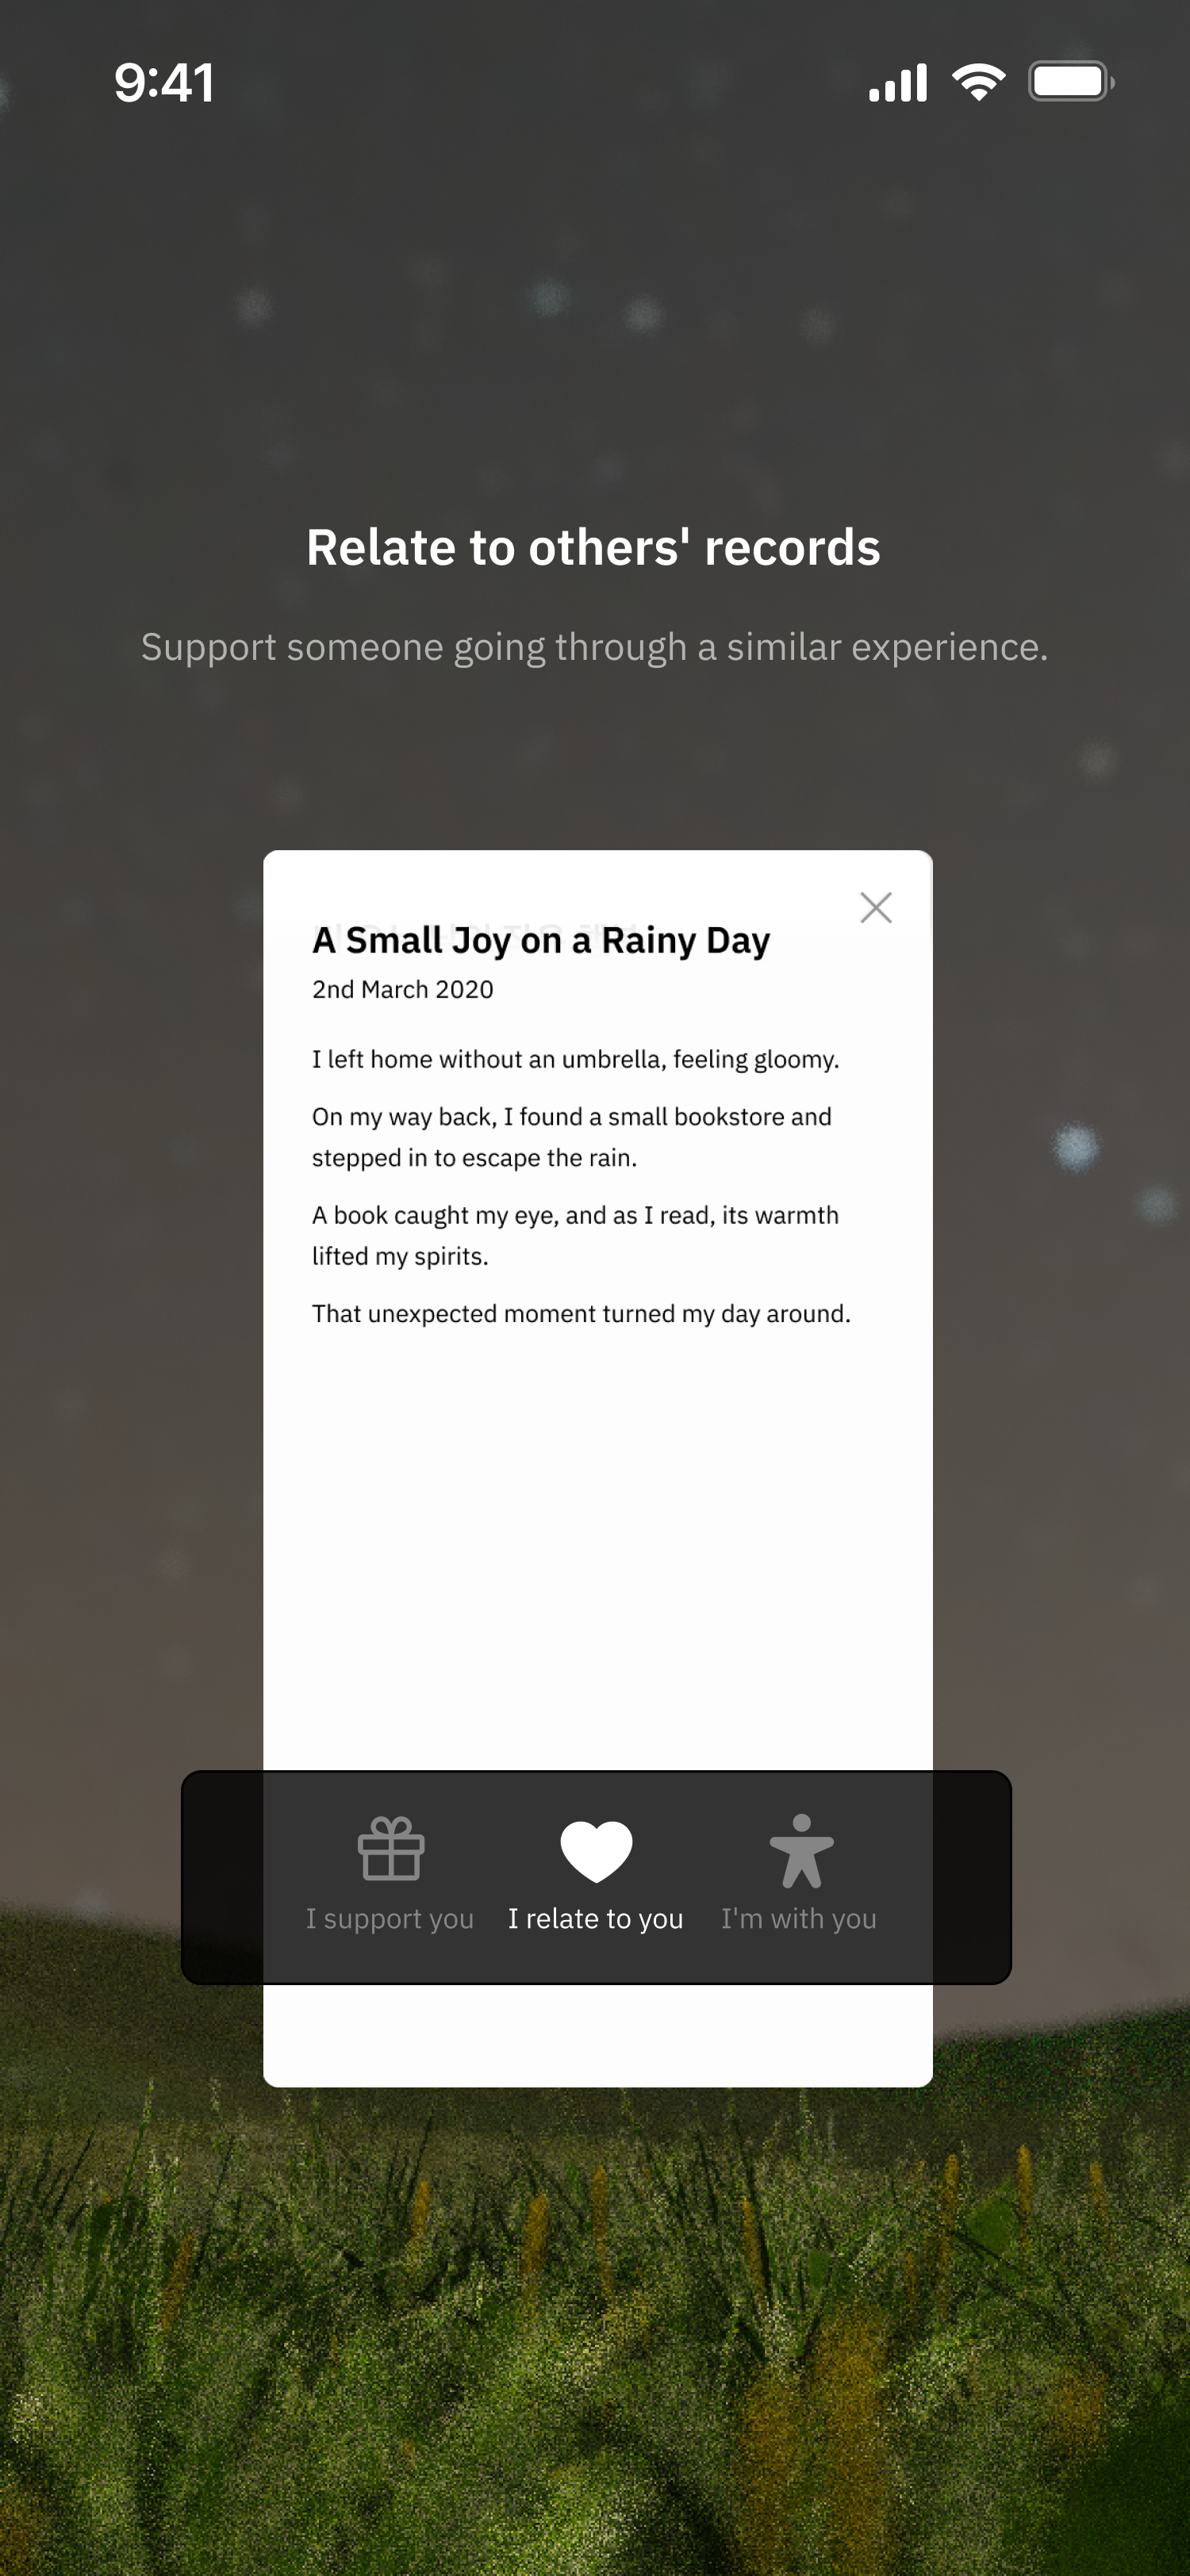 9:41
Relate to others' records
Support someone going through a similar experience.
A Small Joy on a Rainy Day
2nd March 2020
I left home without an umbrella, feeling gloomy.
On my way back, I found a small bookstore and
stepped in to escape the rain.
A book caught my eye, and as I read, its warmth
lifted my spirits.
That unexpected moment turned my day around.
I support you
I relate to you
I'm with you